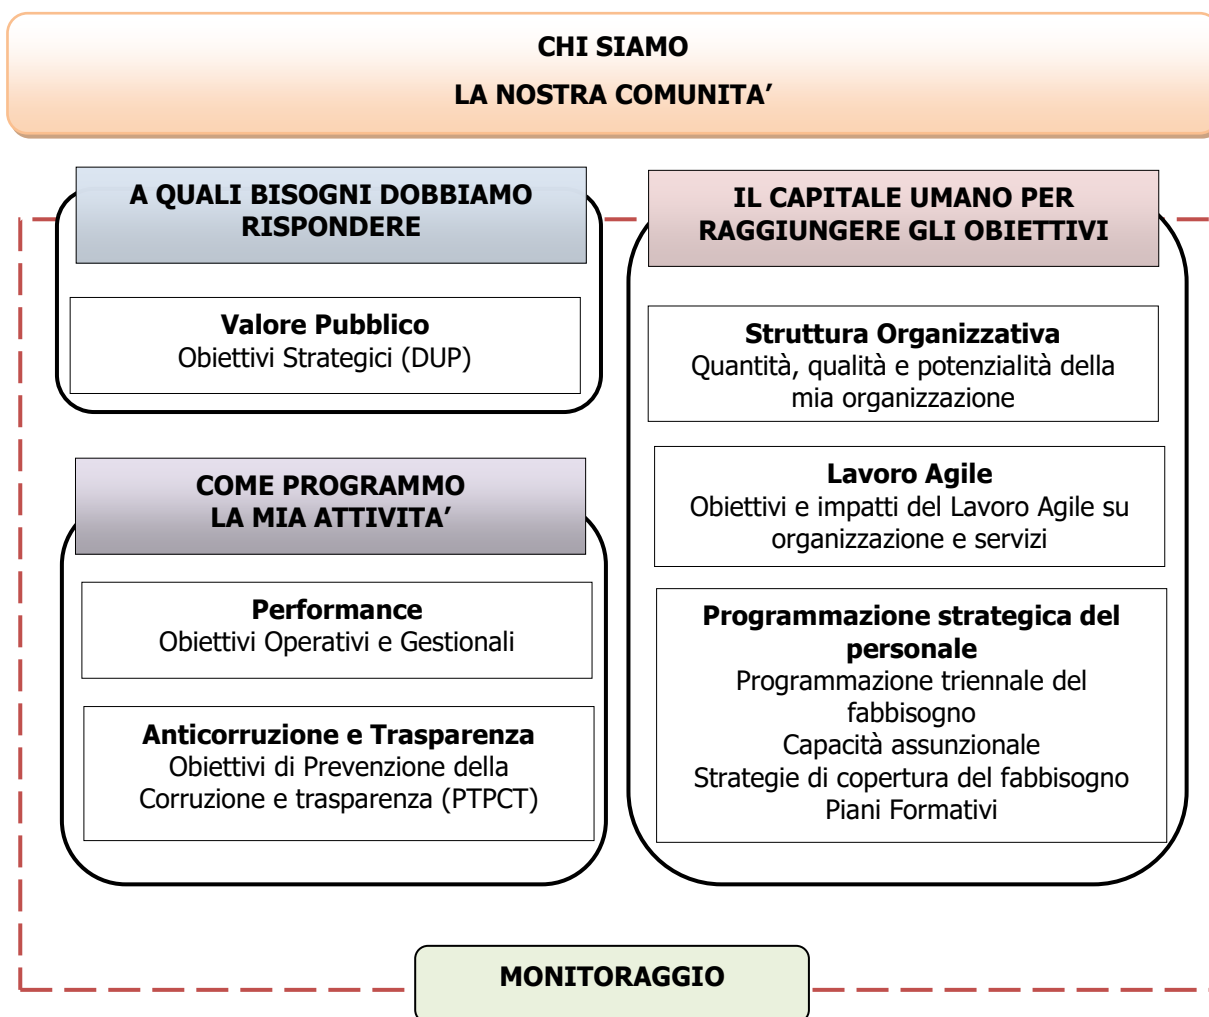 CHI SIAMO
LA NOSTRA COMUNITA’
A QUALI BISOGNI DOBBIAMO
RISPONDERE
Valore Pubblico
Obiettivi Strategici (DUP)
COME PROGRAMMO
LA MIA ATTIVITA’
Performance
Obiettivi Operativi e Gestionali
Anticorruzione e Trasparenza
Obiettivi di Prevenzione della
Corruzione e trasparenza (PTPCT)
IL CAPITALE UMANO PER
RAGGIUNGERE GLI OBIETTIVI
Struttura Organizzativa
Quantità, qualità e potenzialità della
mia organizzazione
Lavoro Agile
Obiettivi e impatti del Lavoro Agile su
organizzazione e servizi
Programmazione strategica del
personale
Programmazione triennale del
fabbisogno
Capacità assunzionale
Strategie di copertura del fabbisogno
Piani Formativi
MONITORAGGIO